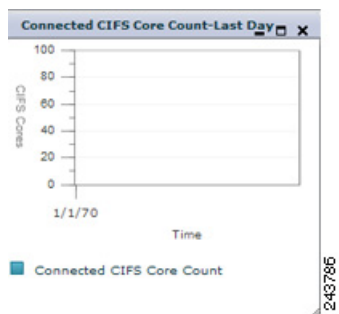 Connected CIFS Core Count-Last Day
100
80
60
40
20
0
CIFS Cores
1/1/70
Time
Connected CIFS Core Count
243786